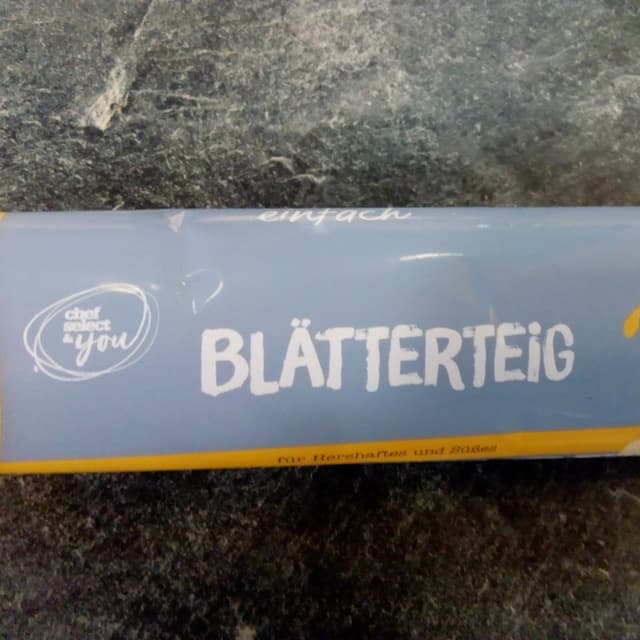 einfach
chef
select
& you
BLÄTTERTEiG
für Herzhaftes und Süßes